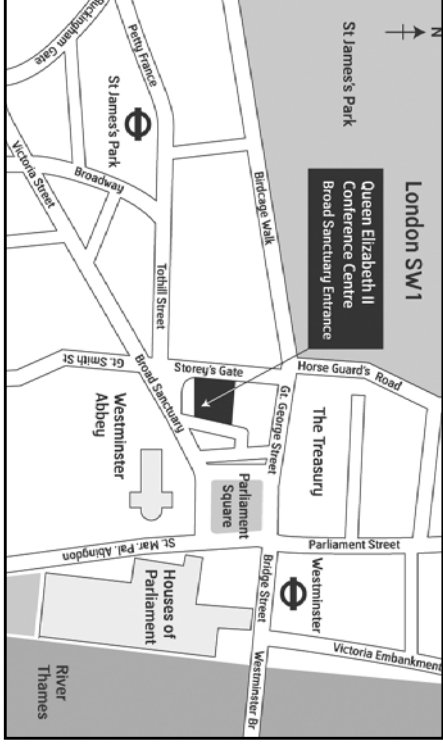 N
London SW1
St James's Park
Queen Elizabeth II
Conference Centre
Broad Sanctuary Entrance
Buckingham Gate
Petty France
St James's Park
Broadway
Victoria Street
Birdcage Walk
Tothill Street
Horse Guard's Road
Storey's Gate
Gt. Smith St
Broad Sanctuary
Gt. George Street
The Treasury
Westminster
Abbey
Parliament
Square
Parliament Street
St. Mar. Pal. Abingdon
Houses of
Parliament
Bridge Street
Westminster
Victoria Embankment
Westminster Br
River
Thames